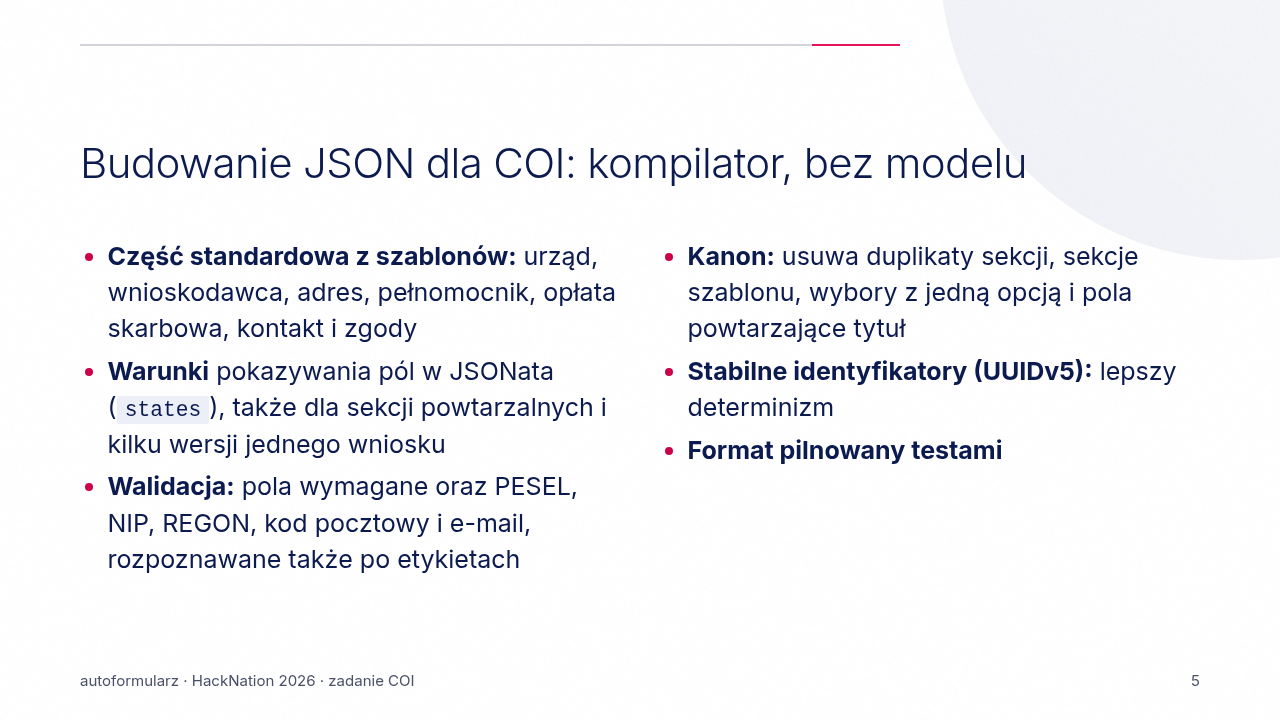 Budowanie JSON dla COI: kompilator, bez modelu
• Część standardowa z szablonów: urząd,
wnioskodawca, adres, pełnomocnik, opłata
skarbowa, kontakt i zgody
• Warunki pokazywania pól w JSONata
(states), także dla sekcji powtarzalnych i
kilku wersji jednego wniosku
• Walidacja: pola wymagane oraz PESEL,
NIP, REGON, kod pocztowy i e-mail,
rozpoznawane także po etykietach
• Kanon: usuwa duplikaty sekcji, sekcje
szablonu, wybory z jedną opcją i pola
powtarzające tytuł
• Stabilne identyfikatory (UUIDv5): lepszy
determinizm
• Format pilnowany testami
autoformularz · HackNation 2026 · zadanie COI
5